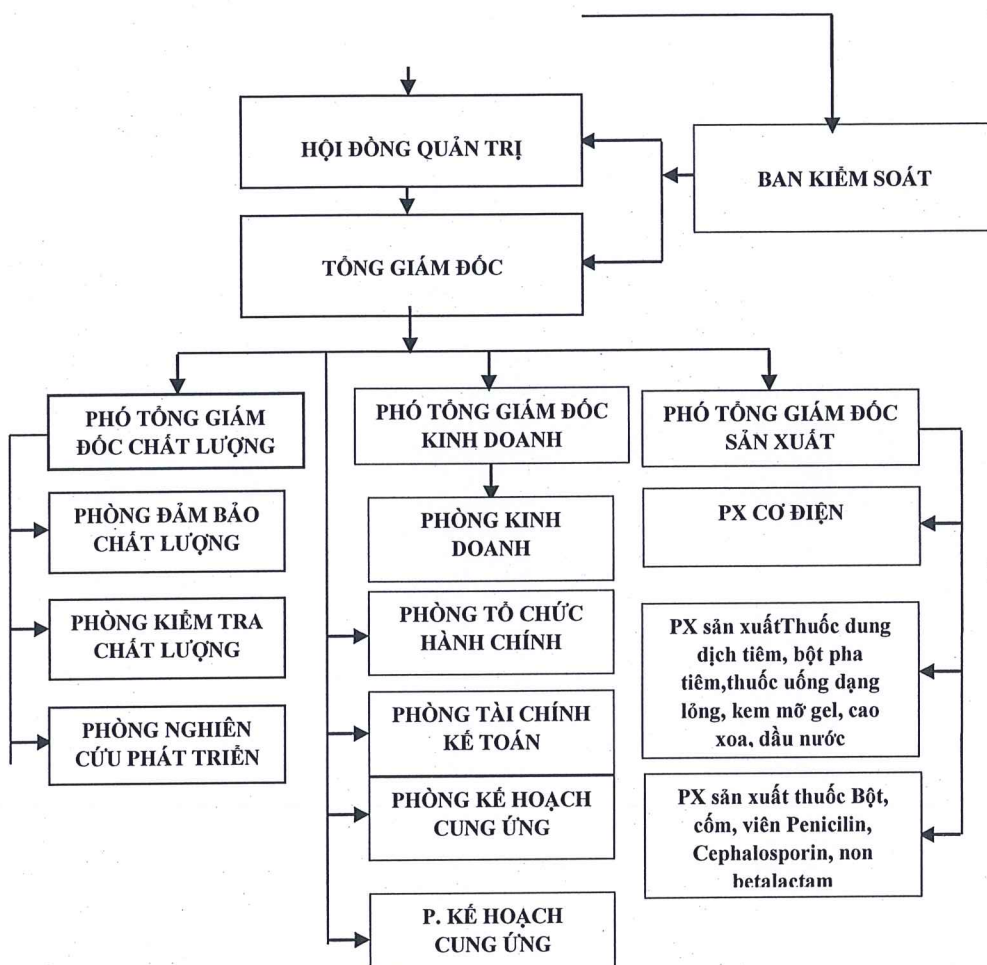 HỘI ĐỒNG QUẢN TRỊ
BAN KIỂM SOÁT
TỔNG GIÁM ĐỐC
PHÓ TỔNG GIÁM
ĐỐC CHẤT LƯỢNG
PHÒNG ĐẢM BẢO
CHẤT LƯỢNG
PHÒNG KIỂM TRA
CHẤT LƯỢNG
PHÒNG NGHIÊN
CỨU PHÁT TRIỂN
PHÓ TỔNG GIÁM ĐỐC
KINH DOANH
PHÒNG KINH
DOANH
PHÒNG TỔ CHỨC
HÀNH CHÍNH
PHÒNG TÀI CHÍNH
KẾ TOÁN
PHÒNG KẾ HOẠCH
CUNG ỨNG
P. KẾ HOẠCH
CUNG ỨNG
PHÓ TỔNG GIÁM ĐỐC
SẢN XUẤT
PX CƠ ĐIỆN
PX sản xuấtThuốc dung
dịch tiêm, bột pha
tiêm,thuốc uống dạng
lỏng, kem mỡ gel, cao
xoa, dầu nước
PX sản xuất thuốc Bột,
cốm, viên Penicilin,
Cephalosporin, non
betalactam